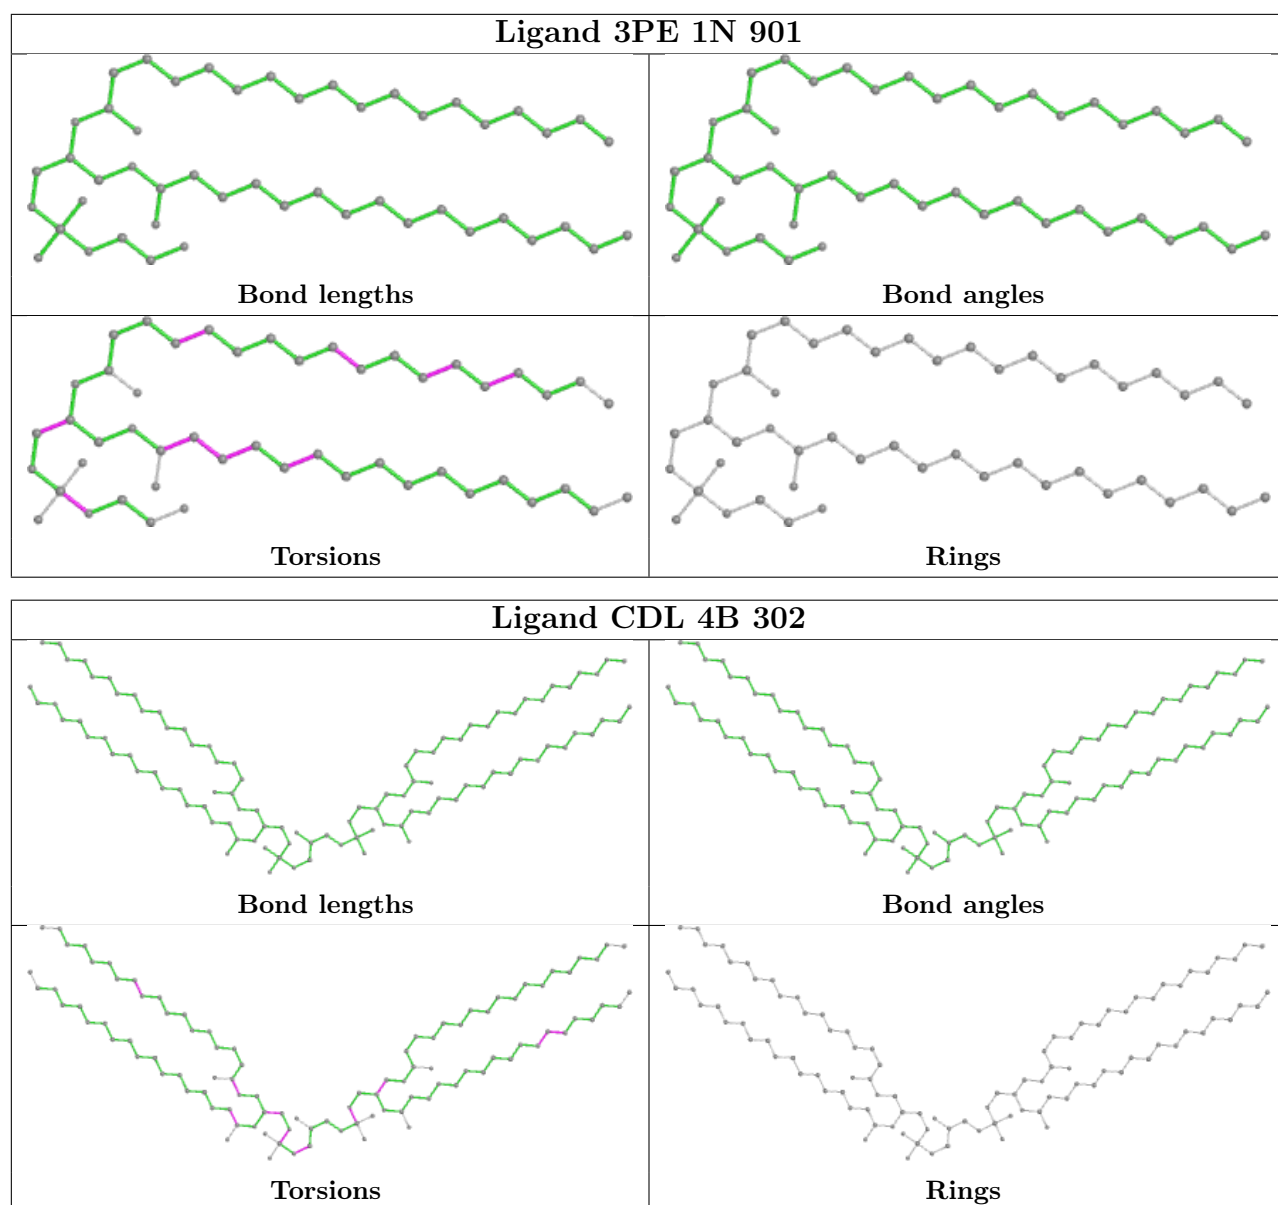 Ligand 3PE 1N 901
Bond lengths
Bond angles
Torsions
Rings
Ligand CDL 4B 302
Bond lengths
Bond angles
Torsions
Rings